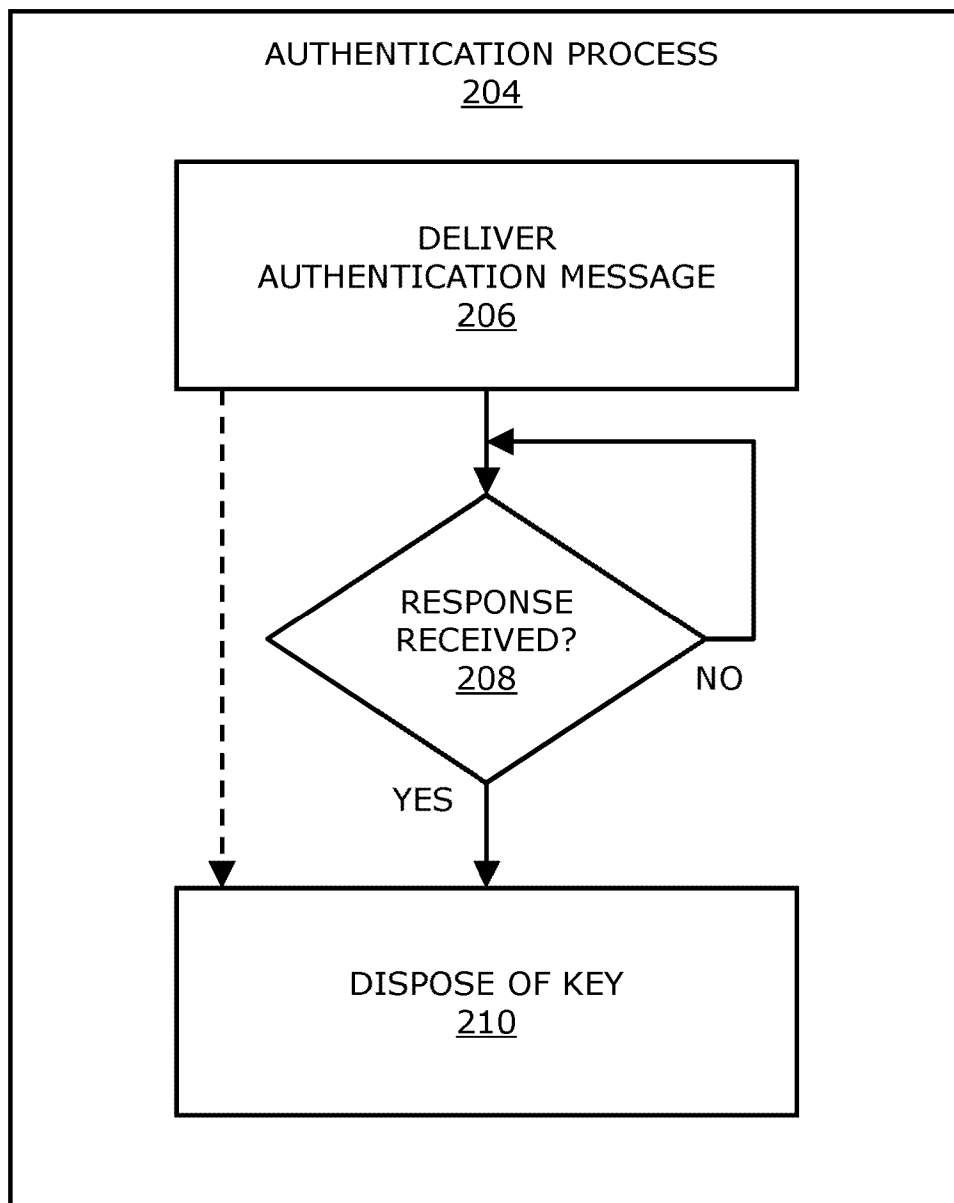 AUTHENTICATION PROCESS
204
DELIVER
AUTHENTICATION MESSAGE
206
RESPONSE
RECEIVED?
208
NO
YES
DISPOSE OF KEY
210